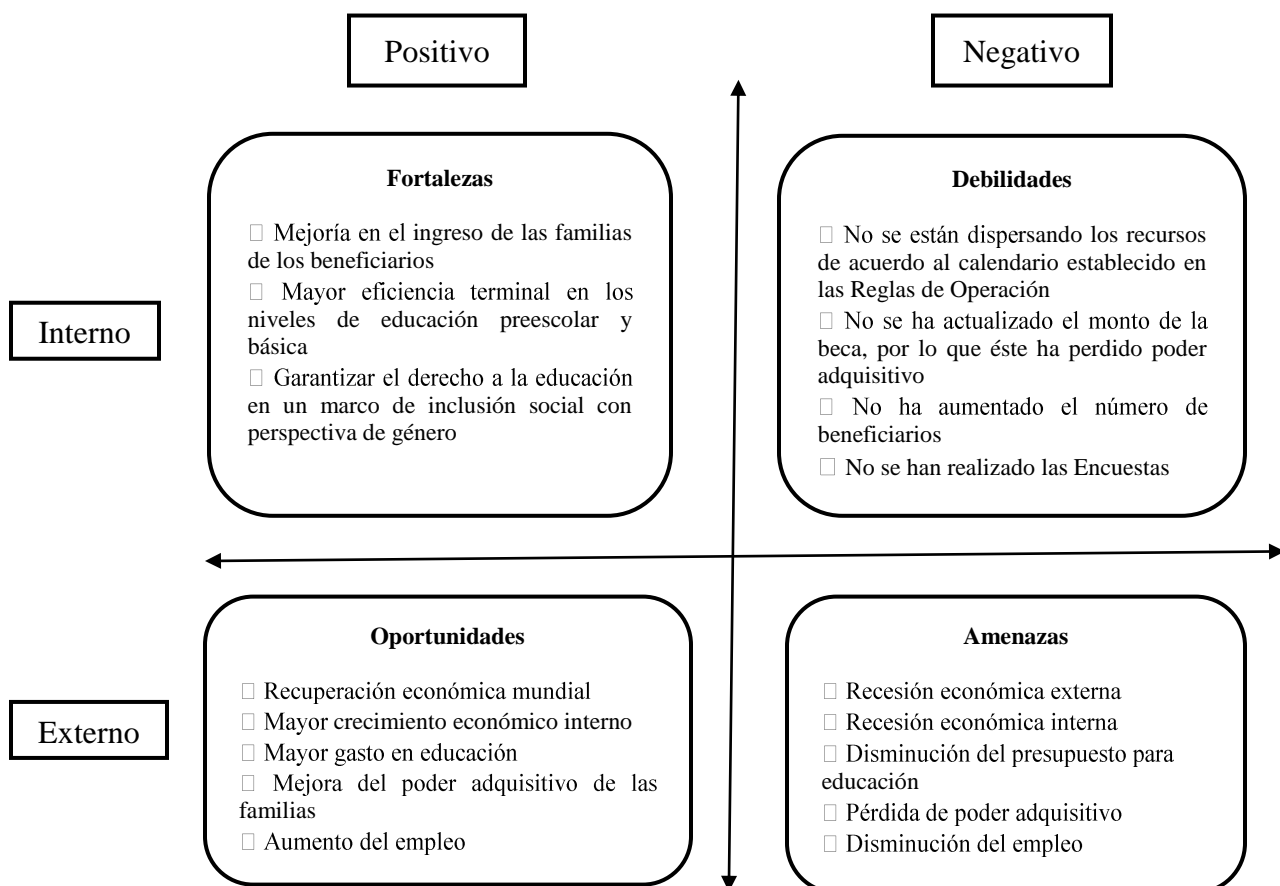 Positivo
Negativo
Interno
Fortalezas
□ Mejoría en el ingreso de las familias
de los beneficiarios
□ Mayor eficiencia terminal en los
niveles de educación preescolar y
básica
□ Garantizar el derecho a la educación
en un marco de inclusión social con
perspectiva de género
Debilidades
□ No se están dispersando los recursos
de acuerdo al calendario establecido en
las Reglas de Operación
□ No se ha actualizado el monto de la
beca, por lo que éste ha perdido poder
adquisitivo
□ No ha aumentado el número de
beneficiarios
□ No se han realizado las Encuestas
Externo
Oportunidades
□ Recuperación económica mundial
□ Mayor crecimiento económico interno
□ Mayor gasto en educación
□ Mejora del poder adquisitivo de las
familias
□ Aumento del empleo
Amenazas
□ Recesión económica externa
□ Recesión económica interna
□ Disminución del presupuesto para
educación
□ Pérdida de poder adquisitivo
□ Disminución del empleo